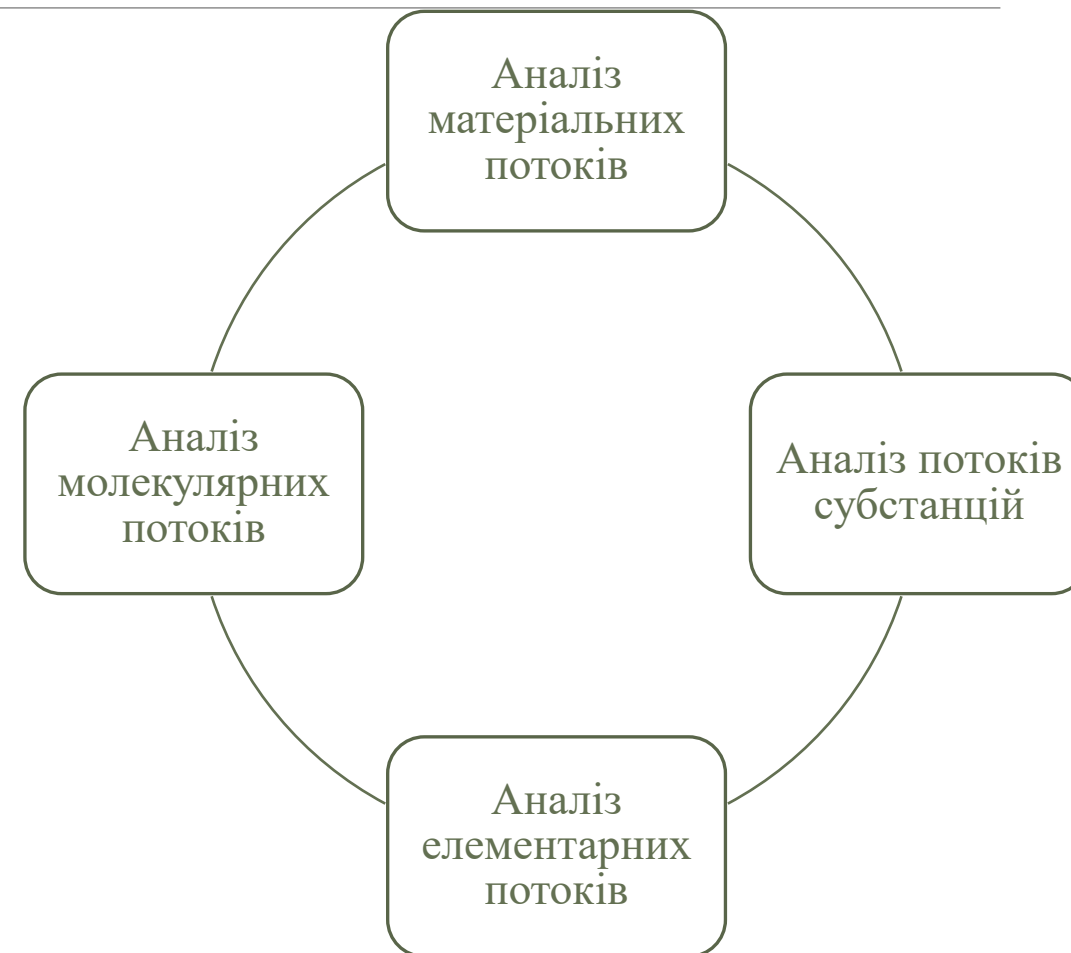 Аналіз
матеріальних
потоків
Аналіз потоків
субстанцій
Аналіз
елементарних
потоків
Аналіз
молекулярних
потоків